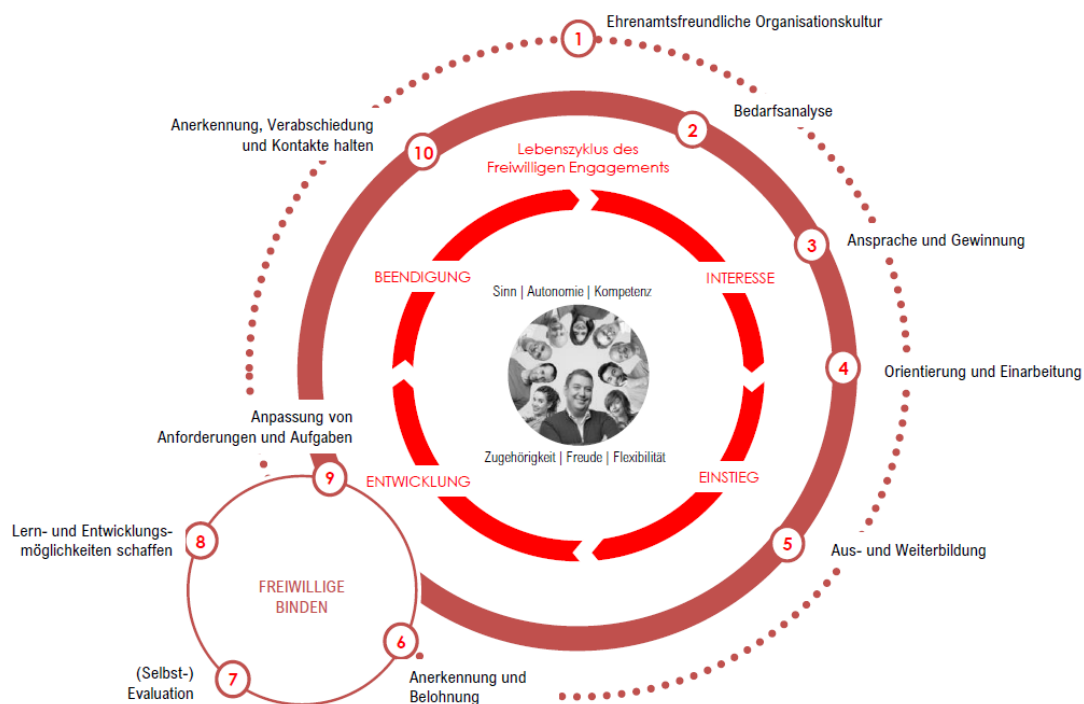 1
Ehrenamtsfreundliche Organisationskultur
2
Bedarfsanalyse
3
Ansprache und Gewinnung
4
Orientierung und Einarbeitung
5
Aus- und Weiterbildung
6
Anerkennung und
Belohnung
7
(Selbst-)
Evaluation
8
Lern- und Entwicklungs-
möglichkeiten schaffen
9
Anpassung von
Anforderungen und Aufgaben
10
Anerkennung, Verabschiedung
und Kontakte halten
FREIWILLIGE
BINDEN
Lebenszyklus des
Freiwilligen Engagements
INTERESSE
EINSTIEG
ENTWICKLUNG
BEENDIGUNG
Sinn | Autonomie | Kompetenz
Zugehörigkeit | Freude | Flexibilität